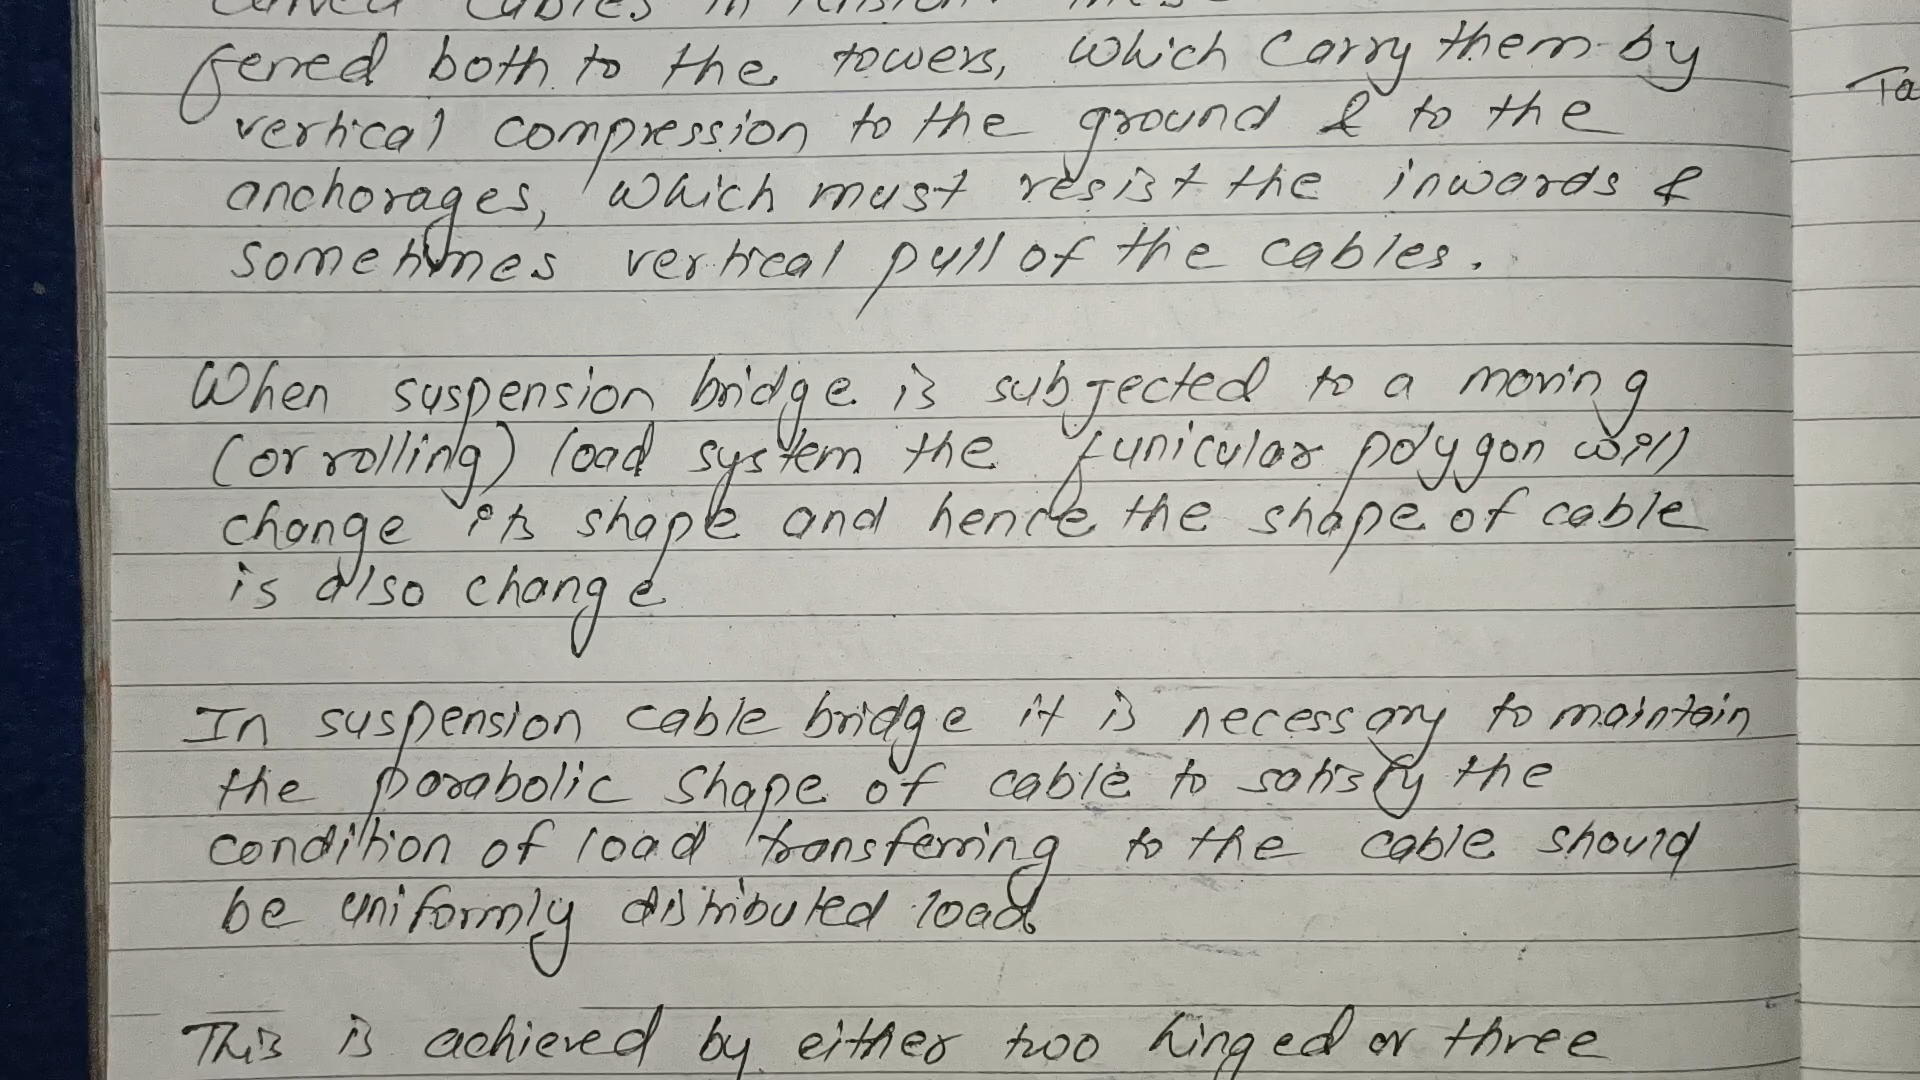 cables in tension
ferred both to the towers, which carry them by
Ta
vertical compression to the ground & to the
anchorages, which must resist the inwards &
sometimes vertical pull of the cables.
When suspension bridge is subjected to a moving
(or rolling) load system the funicular polygon will
change its shape and hence the shape of cable
is also change
In suspension cable bridge it is necessary to maintain
the parabolic shape of cable to satisfy the
condition of load transferring to the cable should
be uniformly distributed load.
This is achieved by either two hinged or three